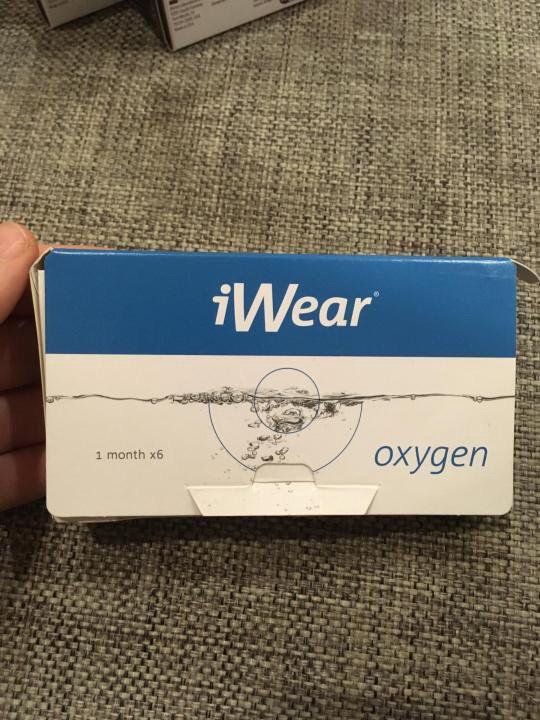 iWear®
1 month x6
oxygen